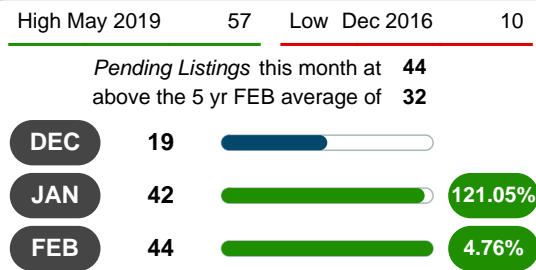 High May 2019 57 Low Dec 2016 10
Pending Listings this month at 44
above the 5 yr FEB average of 32
DEC 19
JAN 42 121.05%
FEB 44 4.76%